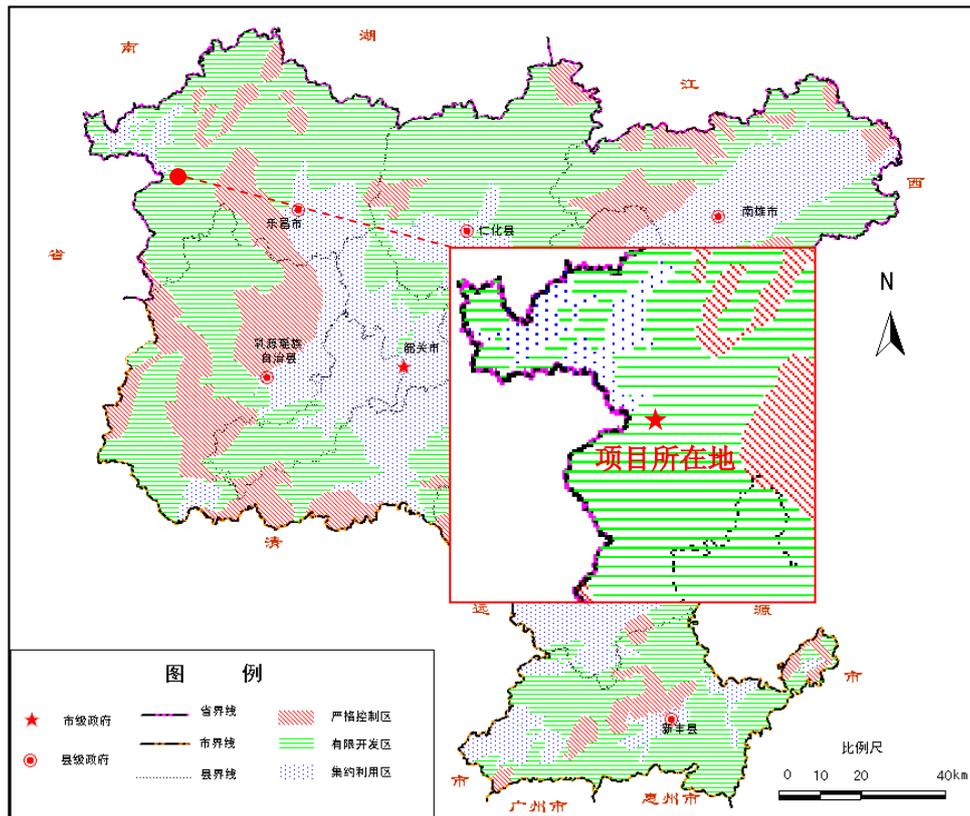 湖
南
江
西
省
乐昌市
仁化县
南雄市
N
乳源瑶族
自治县
韶关市
项目所在地
清
远
源
市
新丰县
市
广州市
惠州市
图 例
市级政府
县级政府
省界线
市界线
县界线
严格控制区
有限开发区
集约利用区
比例尺
0 10 20 40km